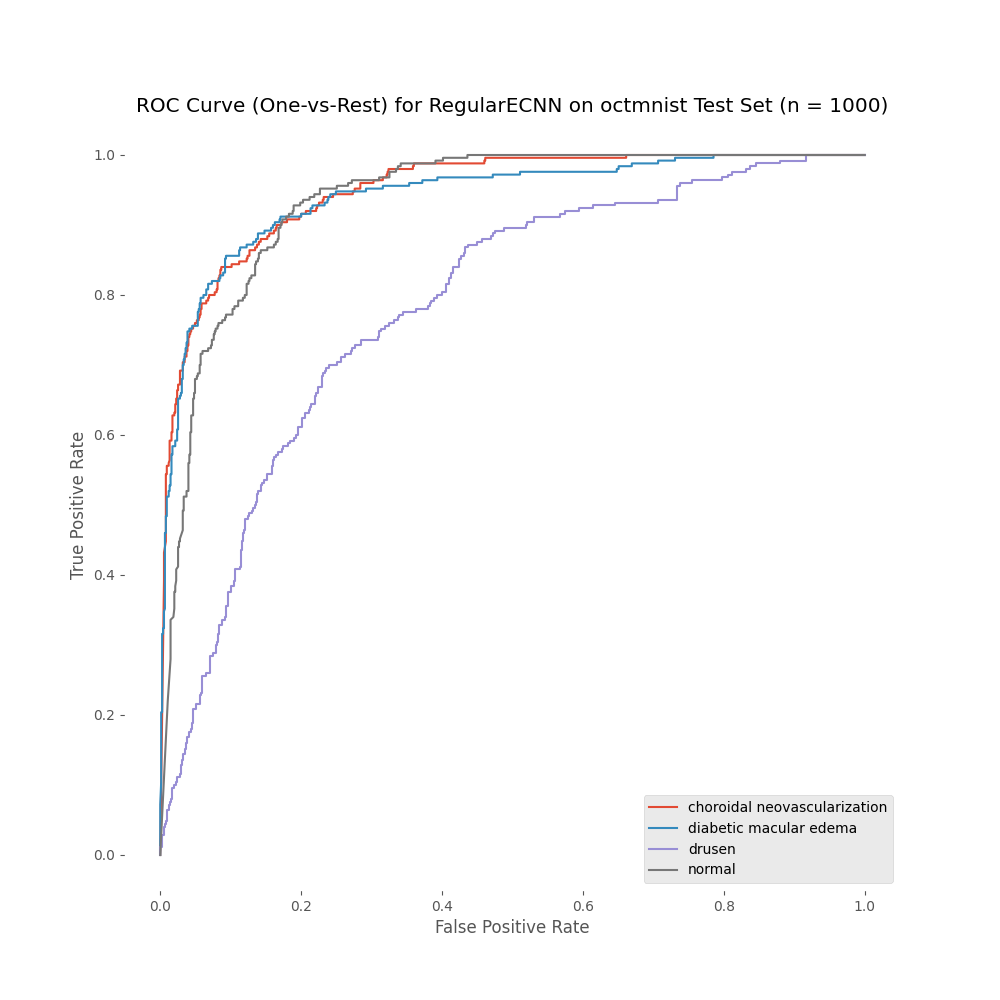 ROC Curve (One-vs-Rest) for RegularECNN on octmnist Test Set (n = 1000)
1.0
0.8
0.6
0.4
0.2
0.0
True Positive Rate
choroidal neovascularization
diabetic macular edema
drusen
normal
0.0 0.2 0.4 0.6 0.8 1.0
False Positive Rate